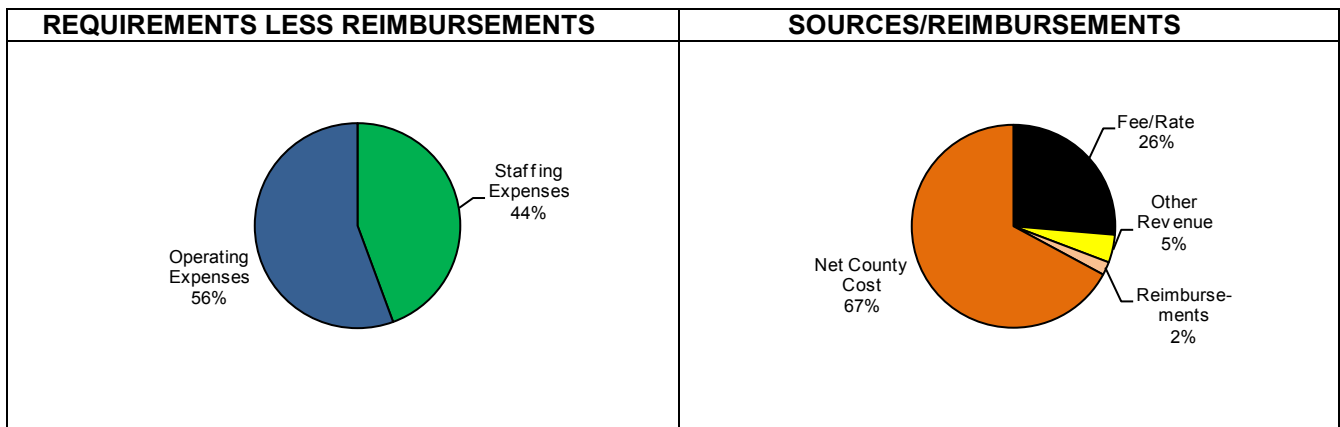 REQUIREMENTS LESS REIMBURSEMENTS
Staffing
Expenses
44%
Operating
Expenses
56%
SOURCES/REIMBURSEMENTS
Fee/Rate
26%
Other
Revenue
5%
Reimburse-
ments
2%
Net County
Cost
67%